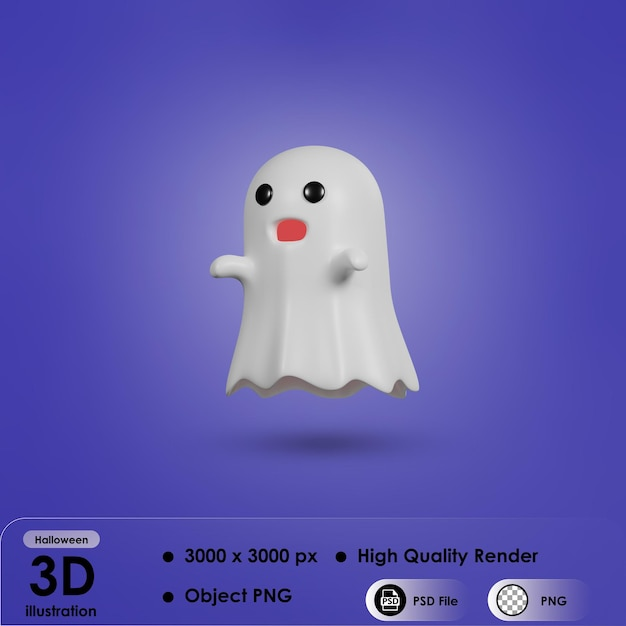 Halloween
3D
illustration
3000 x 3000 px
High Quality Render
Object PNG
PSD
PSD File
PNG